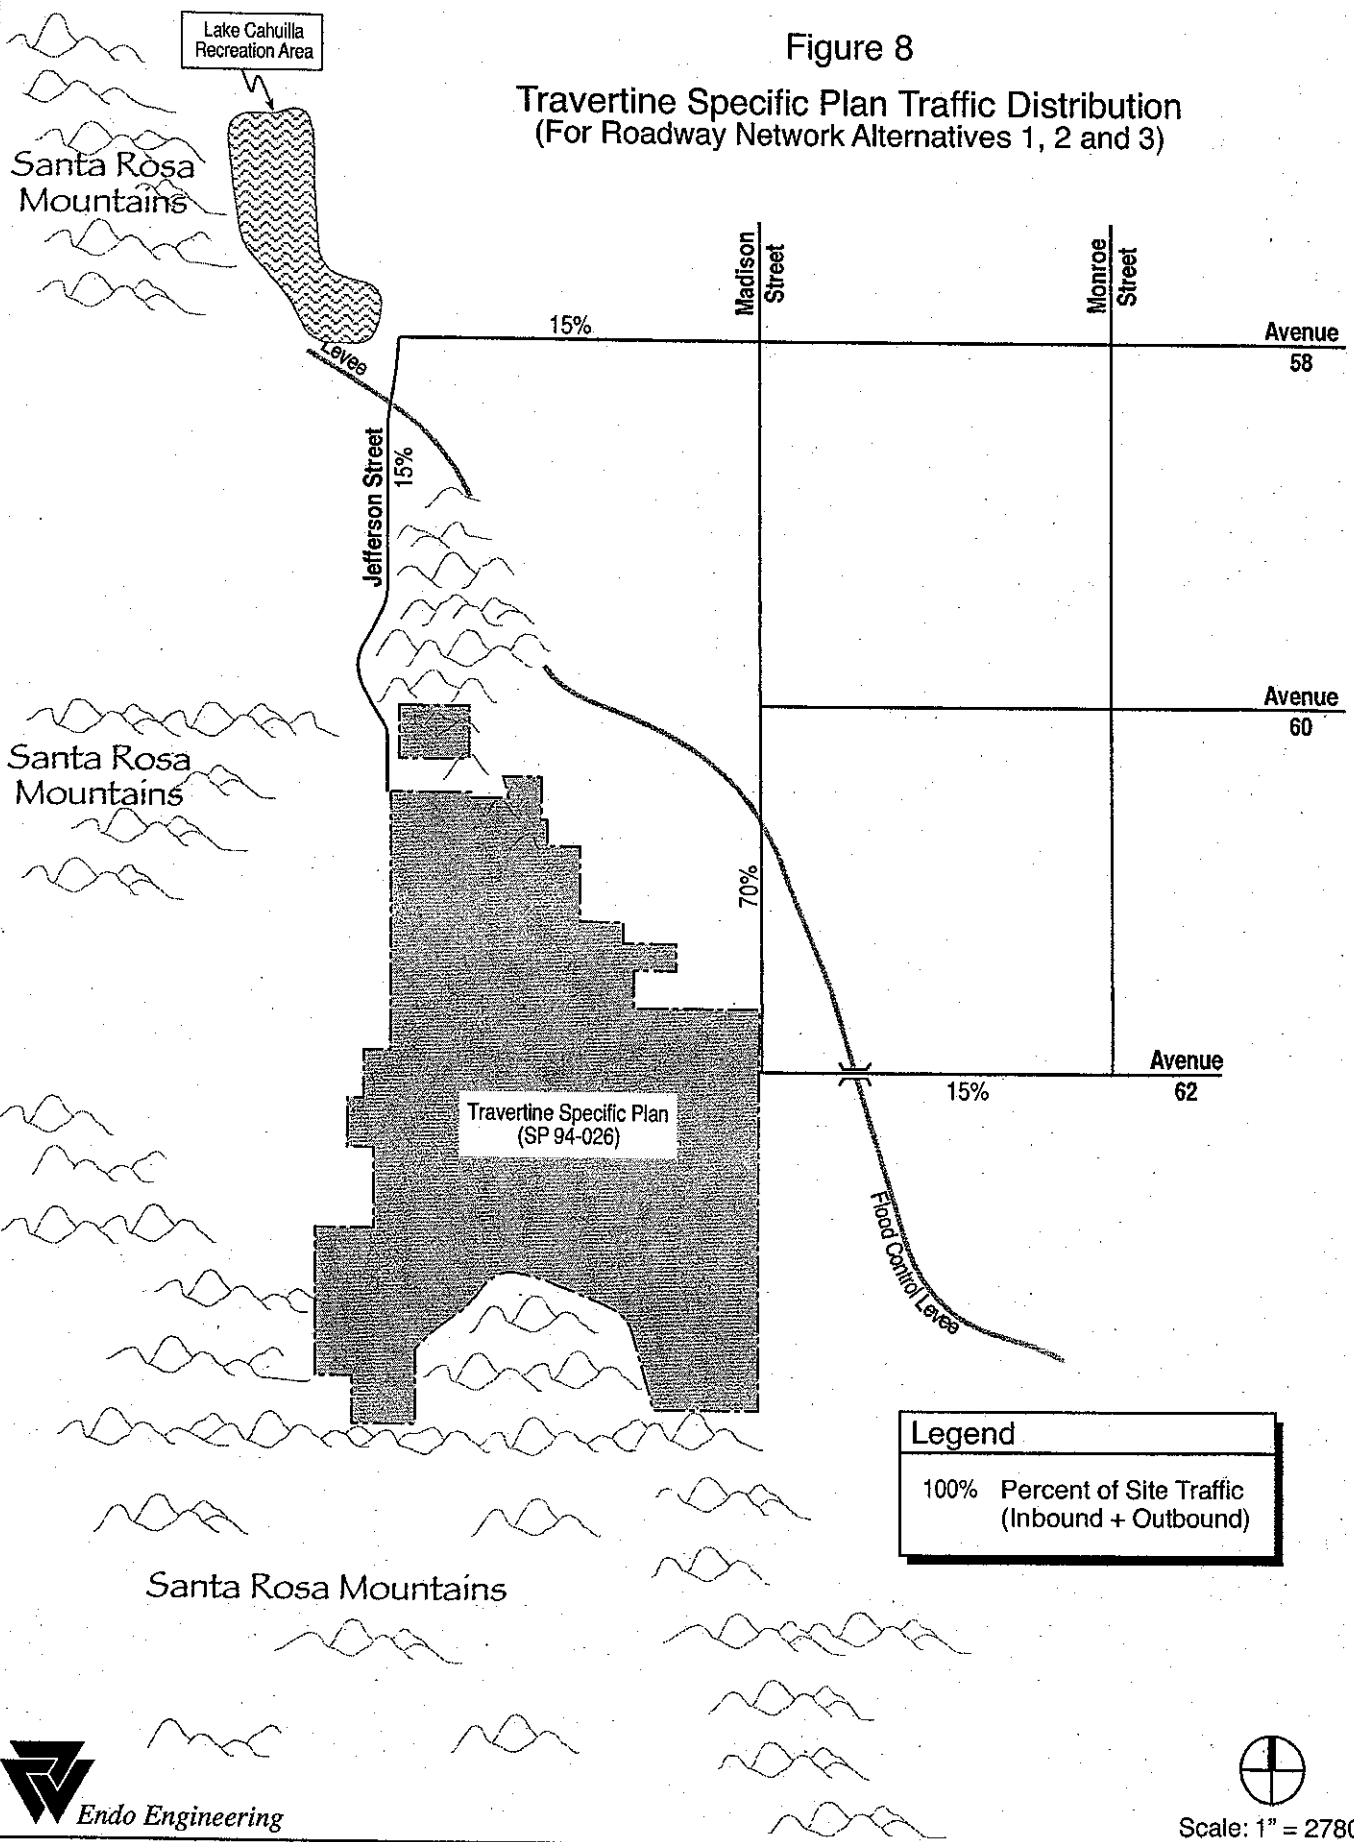 Lake Cahuilla
Recreation Area
Figure 8
Travertine Specific Plan Traffic Distribution
(For Roadway Network Alternatives 1, 2 and 3)
Santa Rosa
Mountains
Madison
Street
Monroe
Street
15%
Avenue
58
Levee
Jefferson Street
15%
Avenue
60
Santa Rosa
Mountains
70%
Avenue
62
15%
Travertine Specific Plan
(SP 94-026)
Flood Control Levee
Legend
100% Percent of Site Traffic
(Inbound + Outbound)
Santa Rosa Mountains
Endo Engineering
Scale: 1" = 2780